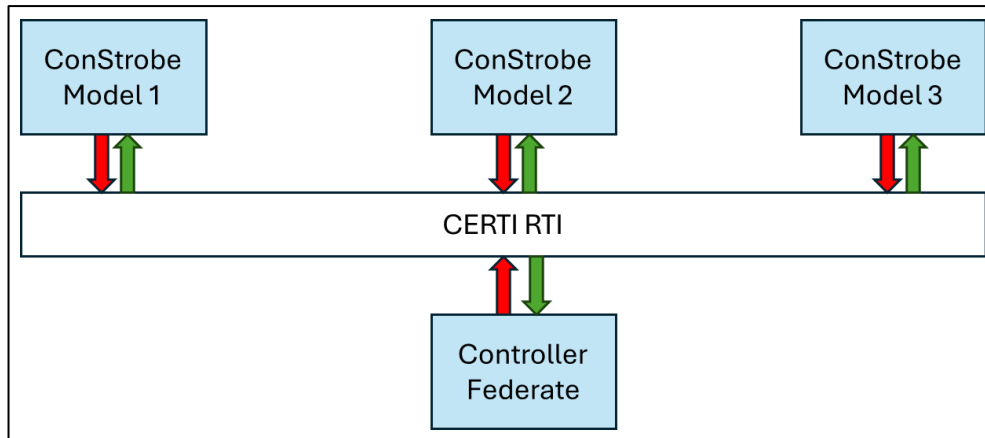 ConStrobe
Model 1
ConStrobe
Model 2
ConStrobe
Model 3
CERTI RTI
Controller
Federate